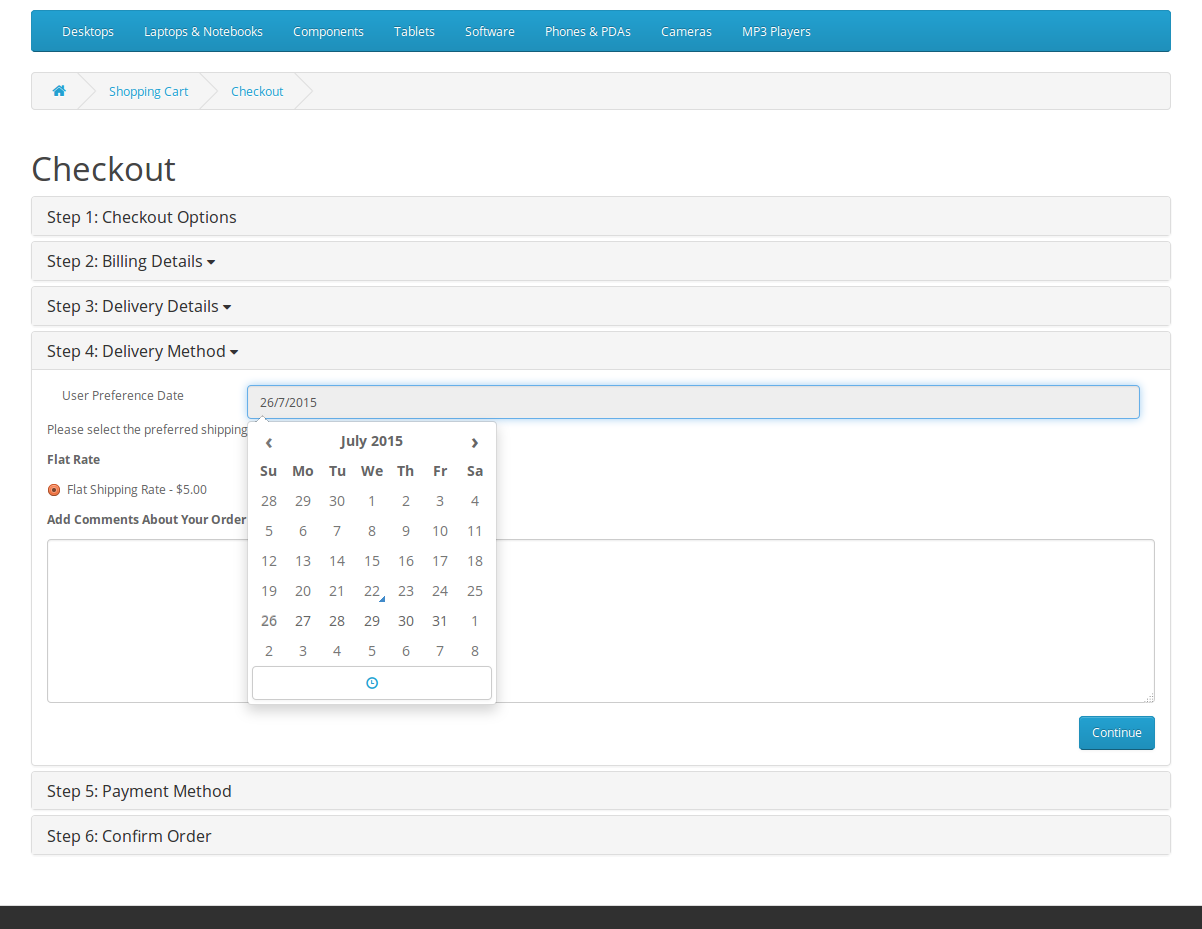 Desktops Laptops & Notebooks Components Tablets Software Phones & PDAs Cameras MP3 Players
Shopping Cart Checkout
Checkout
Step 1: Checkout Options
Step 2: Billing Details
Step 3: Delivery Details
Step 4: Delivery Method
User Preference Date 26/7/2015
Please select the preferred shipping
‹ July 2015 ›
Flat Rate
Su Mo Tu We Th Fr Sa
Flat Shipping Rate - $5.00
28 29 30 1 2 3 4
Add Comments About Your Order
5 6 7 8 9 10 11
12 13 14 15 16 17 18
19 20 21 22 23 24 25
26 27 28 29 30 31 1
2 3 4 5 6 7 8
Continue
Step 5: Payment Method
Step 6: Confirm Order